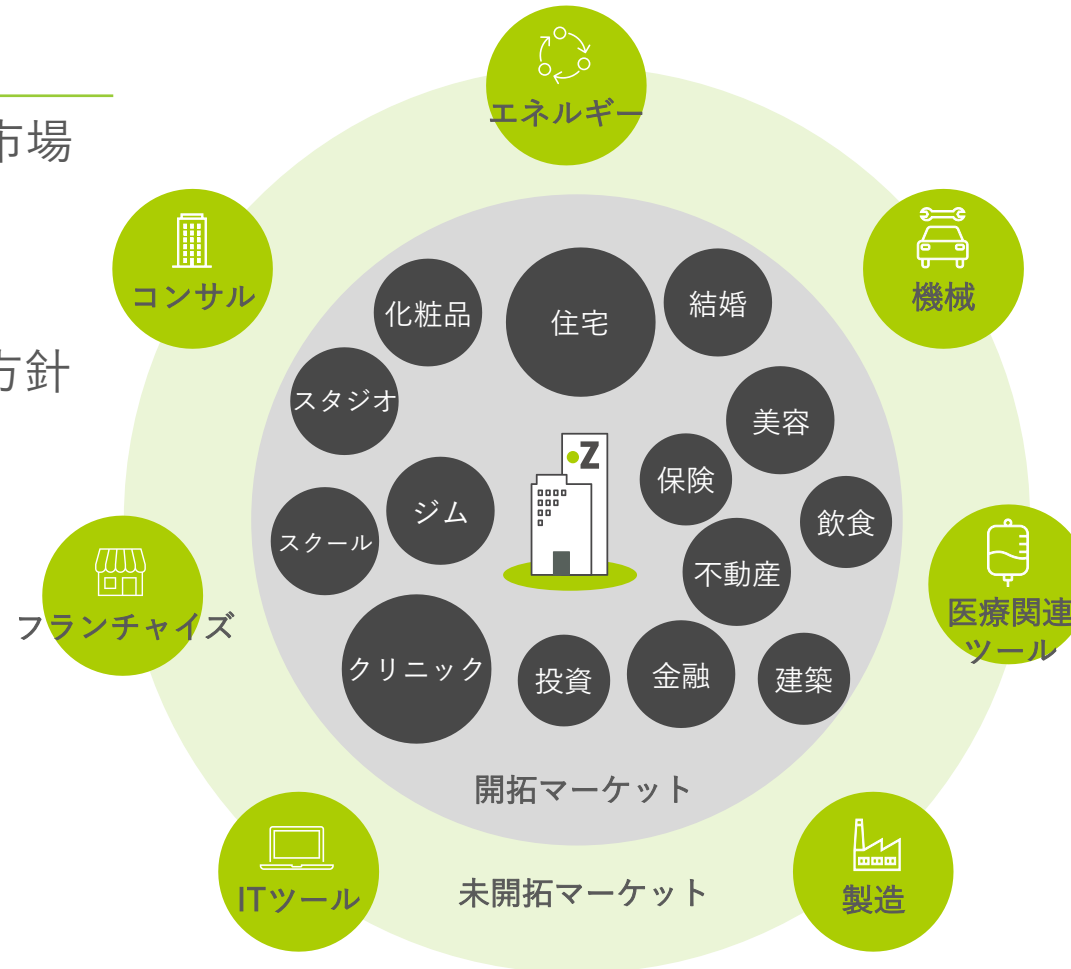 市場
方針
エネルギー
コンサル
機械
化粧品
住宅
結婚
スタジオ
美容
Z
保険
ジム
飲食
スクール
不動産
フランチャイズ
医療関連
ツール
クリニック
投資
金融
建築
開拓マーケット
ITツール
未開拓マーケット
製造